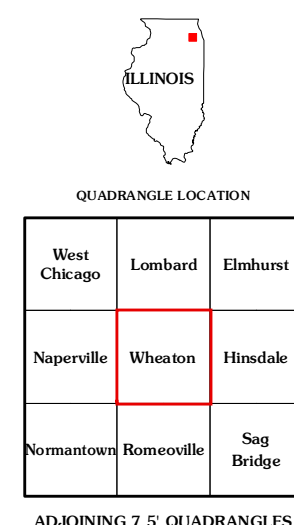 ILLINOIS
QUADRANGLE LOCATION
West
Chicago
Lombard
Elmhurst
Naperville
Wheaton
Hinsdale
Normantown
Romeoville
Sag
Bridge
ADJOINING 7.5' QUADRANGLES